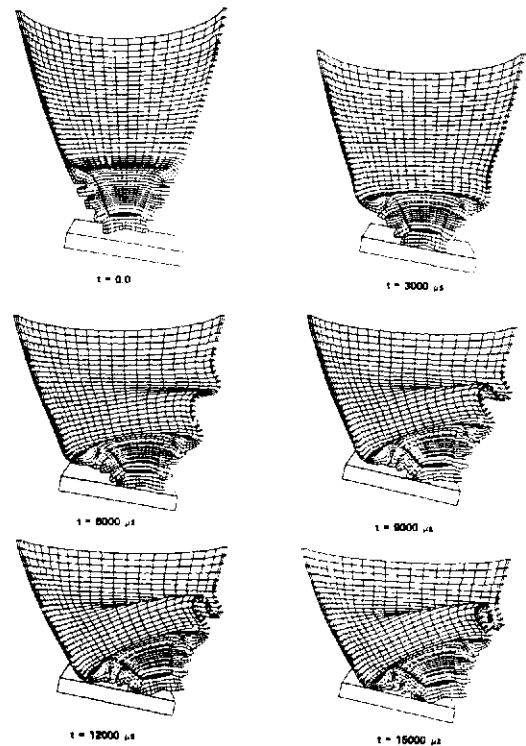 t = 0.0
t = 3000 μs
t = 6000 μs
t = 9000 μs
t = 12000 μs
t = 15000 μs